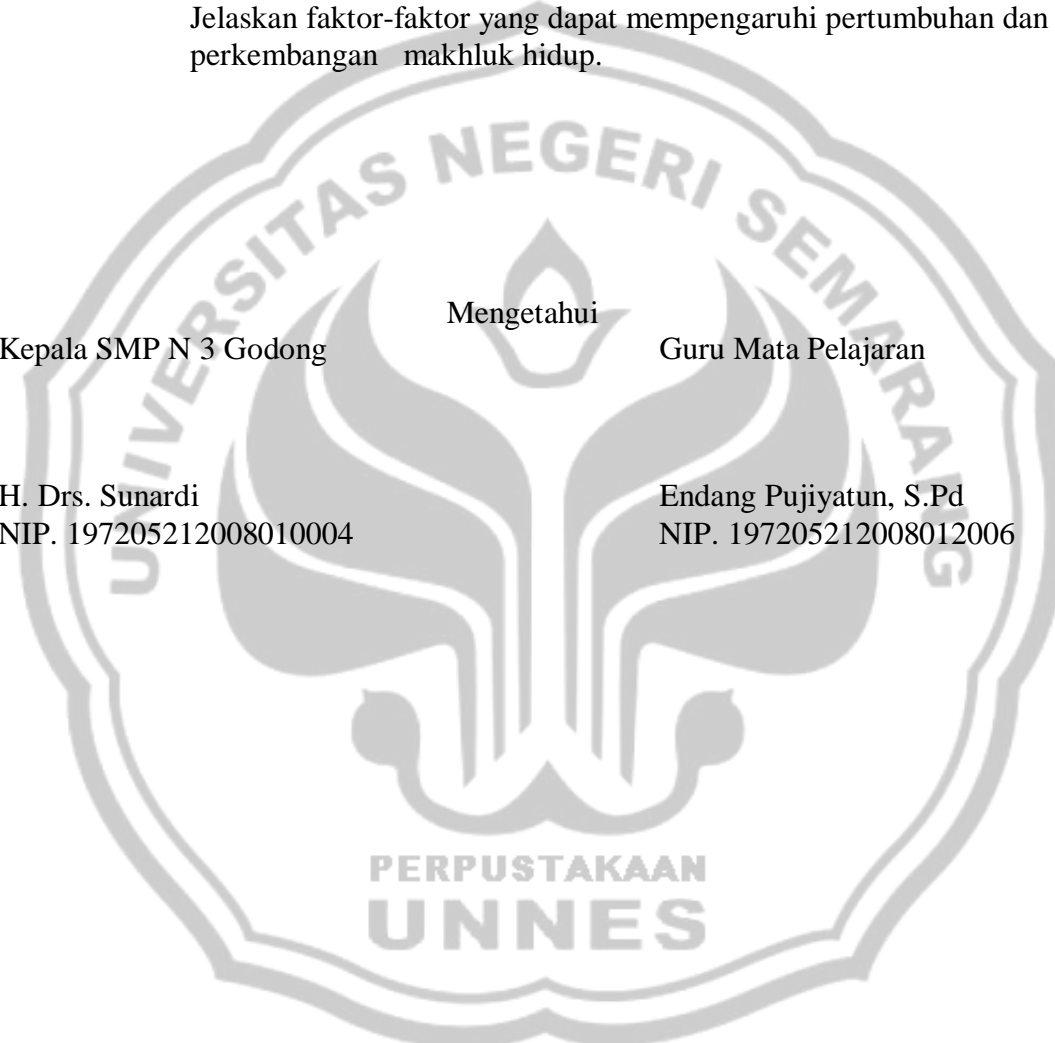 Jelaskan faktor-faktor yang dapat mempengaruhi pertumbuhan dan
perkembangan makhluk hidup.
UNIVERSITAS NEGERI SEMARANG
Mengetahui
Kepala SMP N 3 Godong Guru Mata Pelajaran
H. Drs. Sunardi Endang Pujiyatun, S.Pd
NIP. 197205212008010004 NIP. 197205212008012006
PERPUSTAKAAN
UNNES